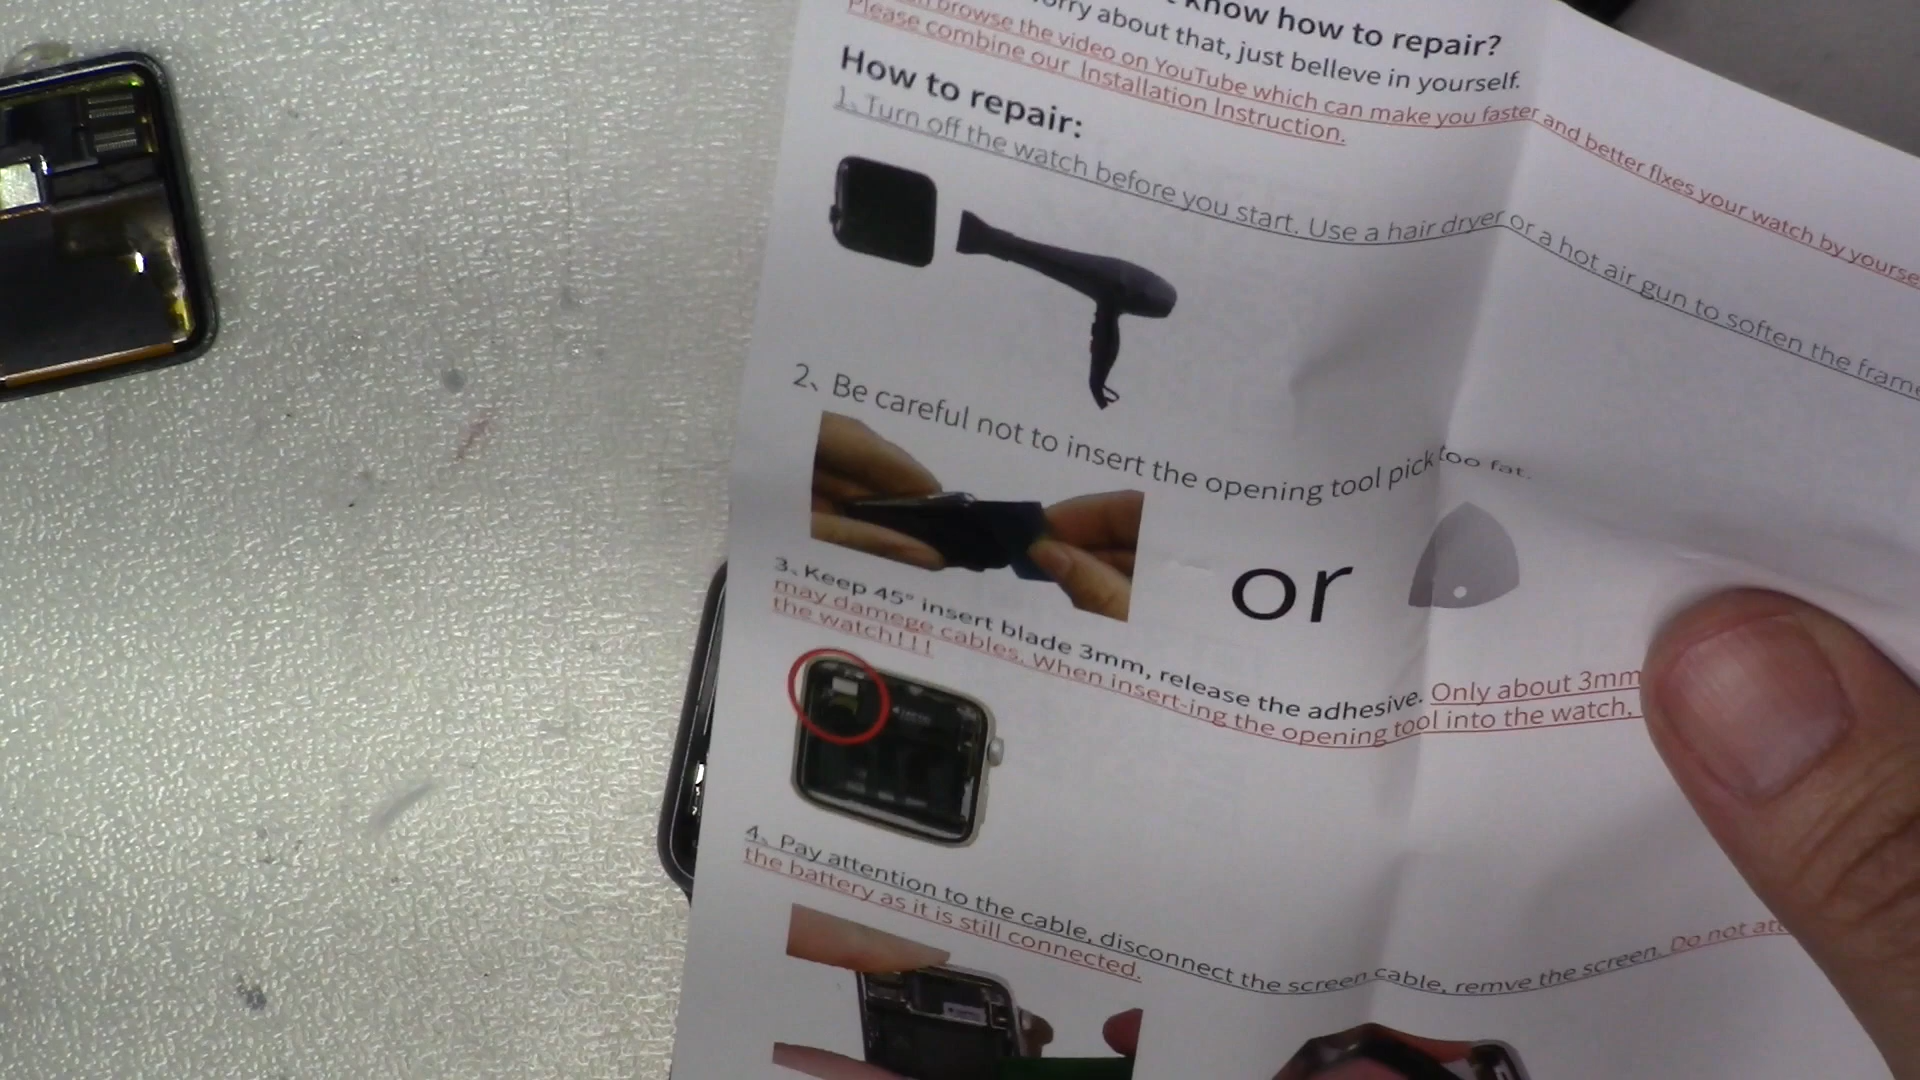 know how to repair?
rry about that, just belleve in yourself.
browse the video on YouTube which can make you faster and better flxes your watch by yourse
Please combine our Installation Instruction.
How to repair:
1、Turn off the watch before you start. Use a hair dryer or a hot air gun to soften the frame
2、Be careful not to insert the opening tool pick too far.
or
3、Keep 45° insert blade 3mm, release the adhesive. Only about 3mm
may damege cables. When insert-ing the opening tool into the watch,
the watch!!!
4、Pay attention to the cable, disconnect the screen cable, remve the screen. Do not att
the battery as it is still connected.